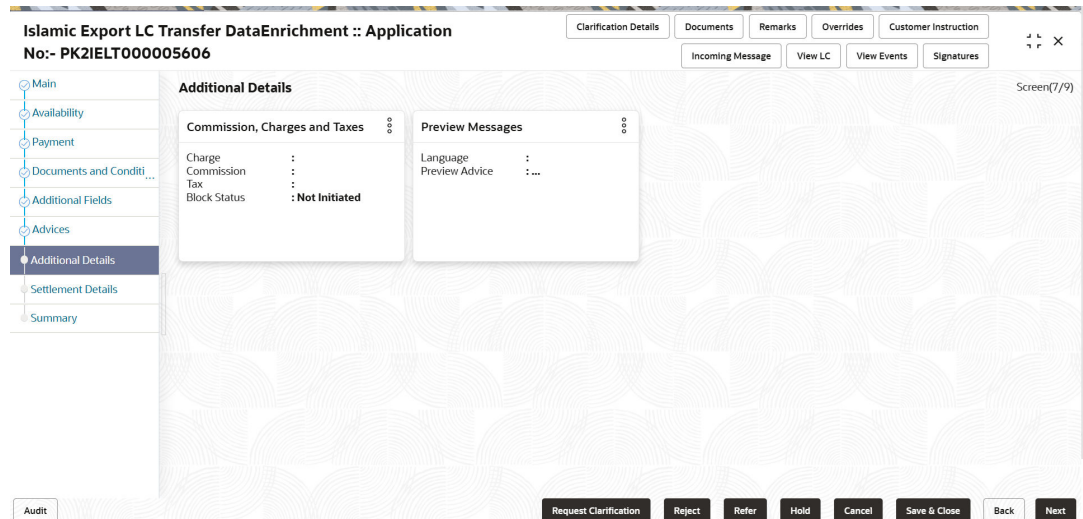 Islamic Export LC Transfer DataEnrichment :: Application
No:- PK2IELT000005606
Clarification Details
Documents
Remarks
Overrides
Customer Instruction
Incoming Message
View LC
View Events
Signatures
Main
Availability
Payment
Documents and Conditi...
Additional Fields
Advices
Additional Details
Settlement Details
Summary
Additional Details
Screen(7/9)
Commission, Charges and Taxes
Charge :
Commission :
Tax :
Block Status : Not Initiated
Preview Messages
Language :
Preview Advice : ...
Audit
Request Clarification
Reject
Refer
Hold
Cancel
Save & Close
Back
Next